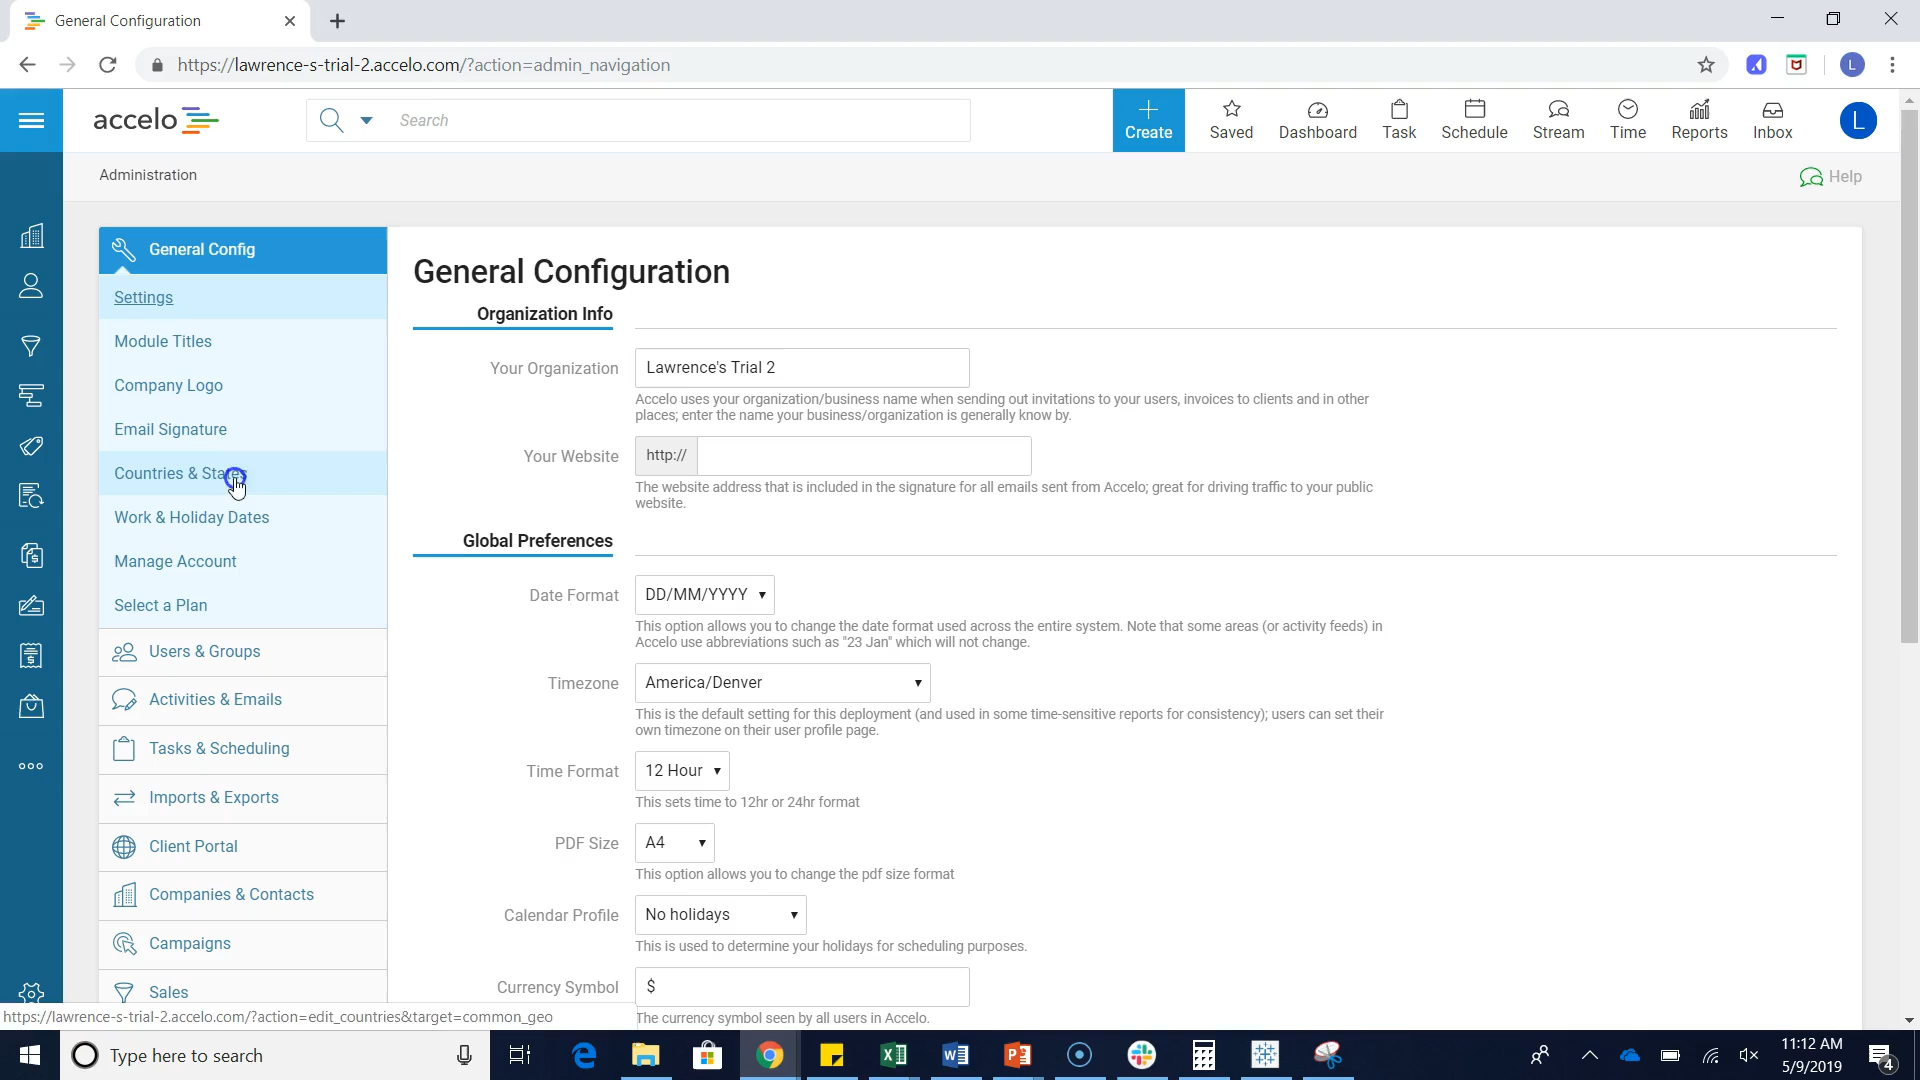 General Configuration
https://lawrence-s-trial-2.accelo.com/?action=admin_navigation
L
accelo
Search
Create
Saved
Dashboard
Task
Schedule
Stream
Time
Reports
Inbox
L
Administration
Help
General Config
Settings
Module Titles
Company Logo
Email Signature
Countries & States
Work & Holiday Dates
Manage Account
Select a Plan
Users & Groups
Activities & Emails
Tasks & Scheduling
Imports & Exports
Client Portal
Companies & Contacts
Campaigns
Sales
General Configuration
Organization Info
Your Organization
Lawrence's Trial 2
Accelo uses your organization/business name when sending out invitations to your users, invoices to clients and in other
places; enter the name your business/organization is generally know by.
Your Website
http://
The website address that is included in the signature for all emails sent from Accelo; great for driving traffic to your public
website.
Global Preferences
Date Format
DD/MM/YYYY
This option allows you to change the date format used across the entire system. Note that some areas (or activity feeds) in
Accelo use abbreviations such as "23 Jan" which will not change.
Timezone
America/Denver
This is the default setting for this deployment (and used in some time-sensitive reports for consistency); users can set their
own timezone on their user profile page.
Time Format
12 Hour
This sets time to 12hr or 24hr format
PDF Size
A4
This option allows you to change the pdf size format
Calendar Profile
No holidays
This is used to determine your holidays for scheduling purposes.
Currency Symbol
$
The currency symbol seen by all users in Accelo.
https://lawrence-s-trial-2.accelo.com/?action=edit_countries&target=common_geo
Type here to search
11:12 AM
5/9/2019
4